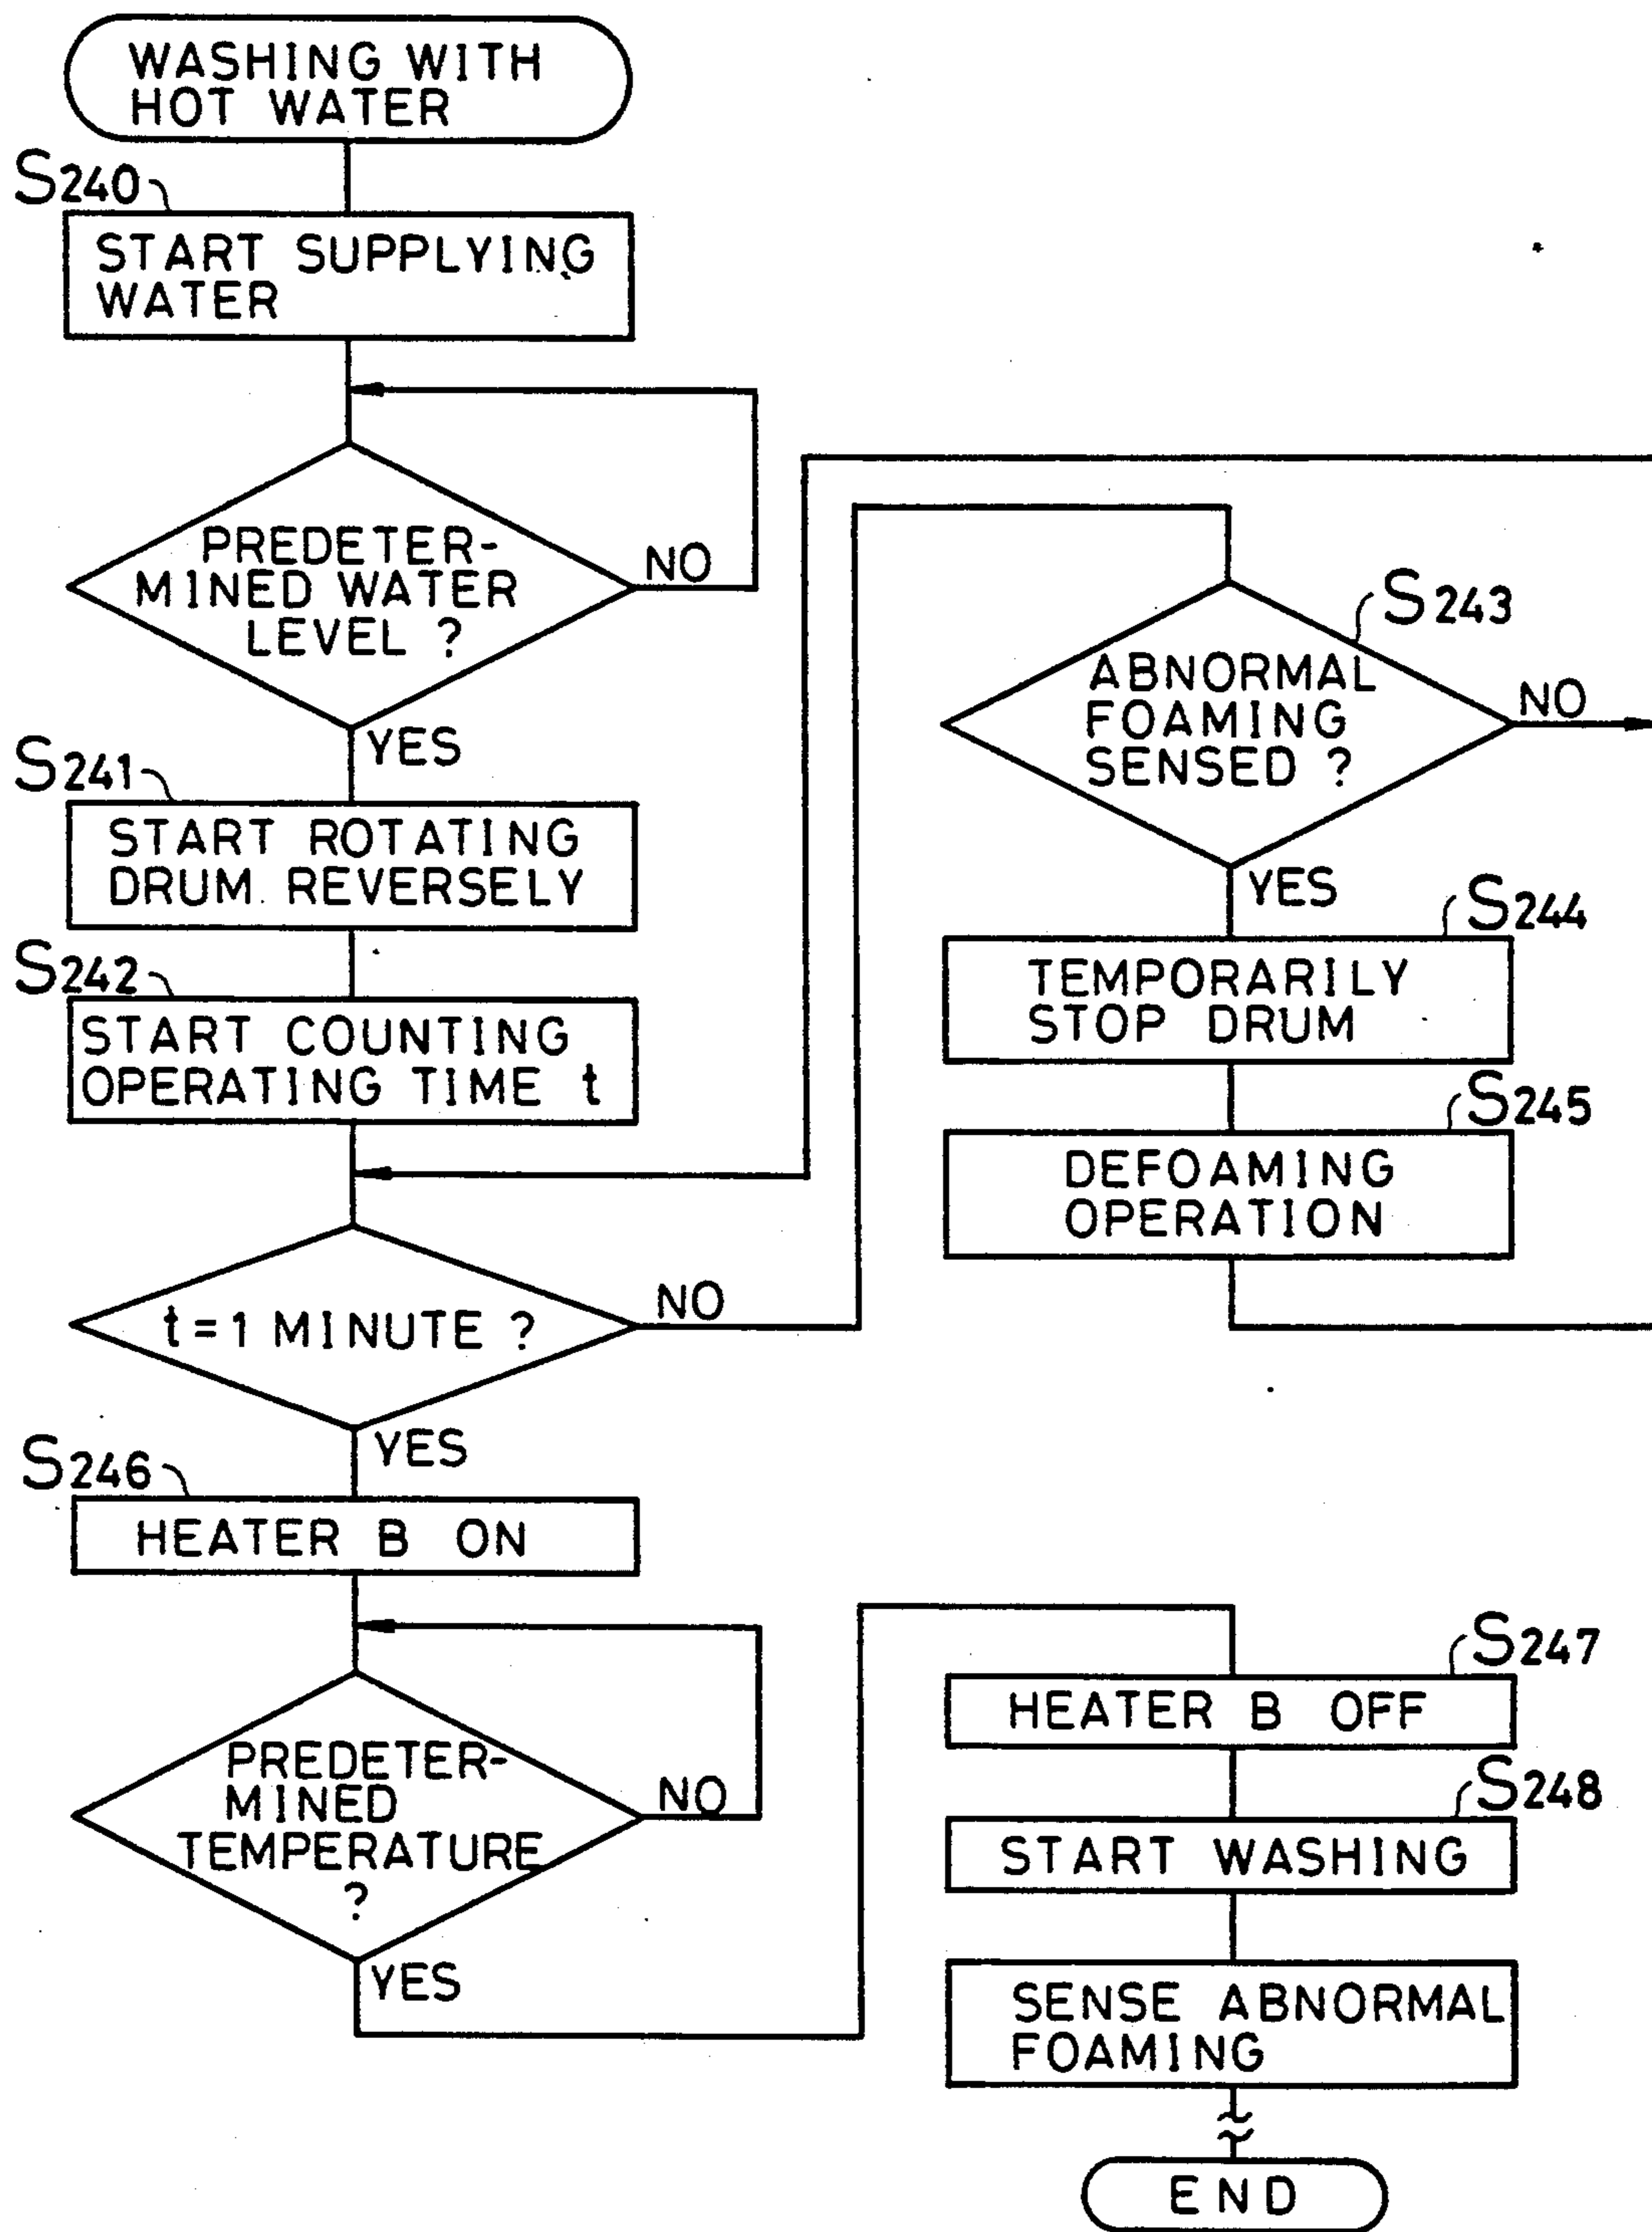 WASHING WITH
HOT WATER
S240
START SUPPLYING
WATER
PREDETER-
MINED WATER
LEVEL ?
NO
YES
S241
START ROTATING
DRUM REVERSELY
S242
START COUNTING
OPERATING TIME t
t=1 MINUTE ?
NO
YES
S243
ABNORMAL
FOAMING
SENSED ?
NO
YES
S244
TEMPORARILY
STOP DRUM
S245
DEFOAMING
OPERATION
S246
HEATER B ON
PREDETER-
MINED
TEMPERATURE
?
NO
YES
S247
HEATER B OFF
S248
START WASHING
SENSE ABNORMAL
FOAMING
END